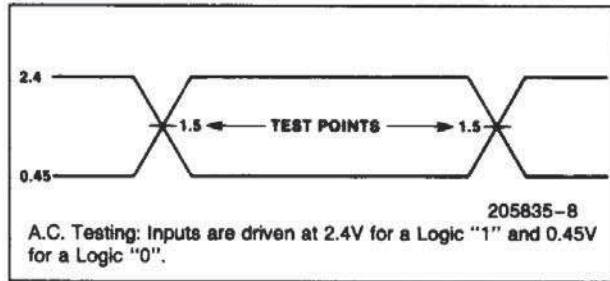 2.4
1.5 TEST POINTS 1.5
0.45
205835–8
A.C. Testing: Inputs are driven at 2.4V for a Logic "1" and 0.45V
for a Logic "0".